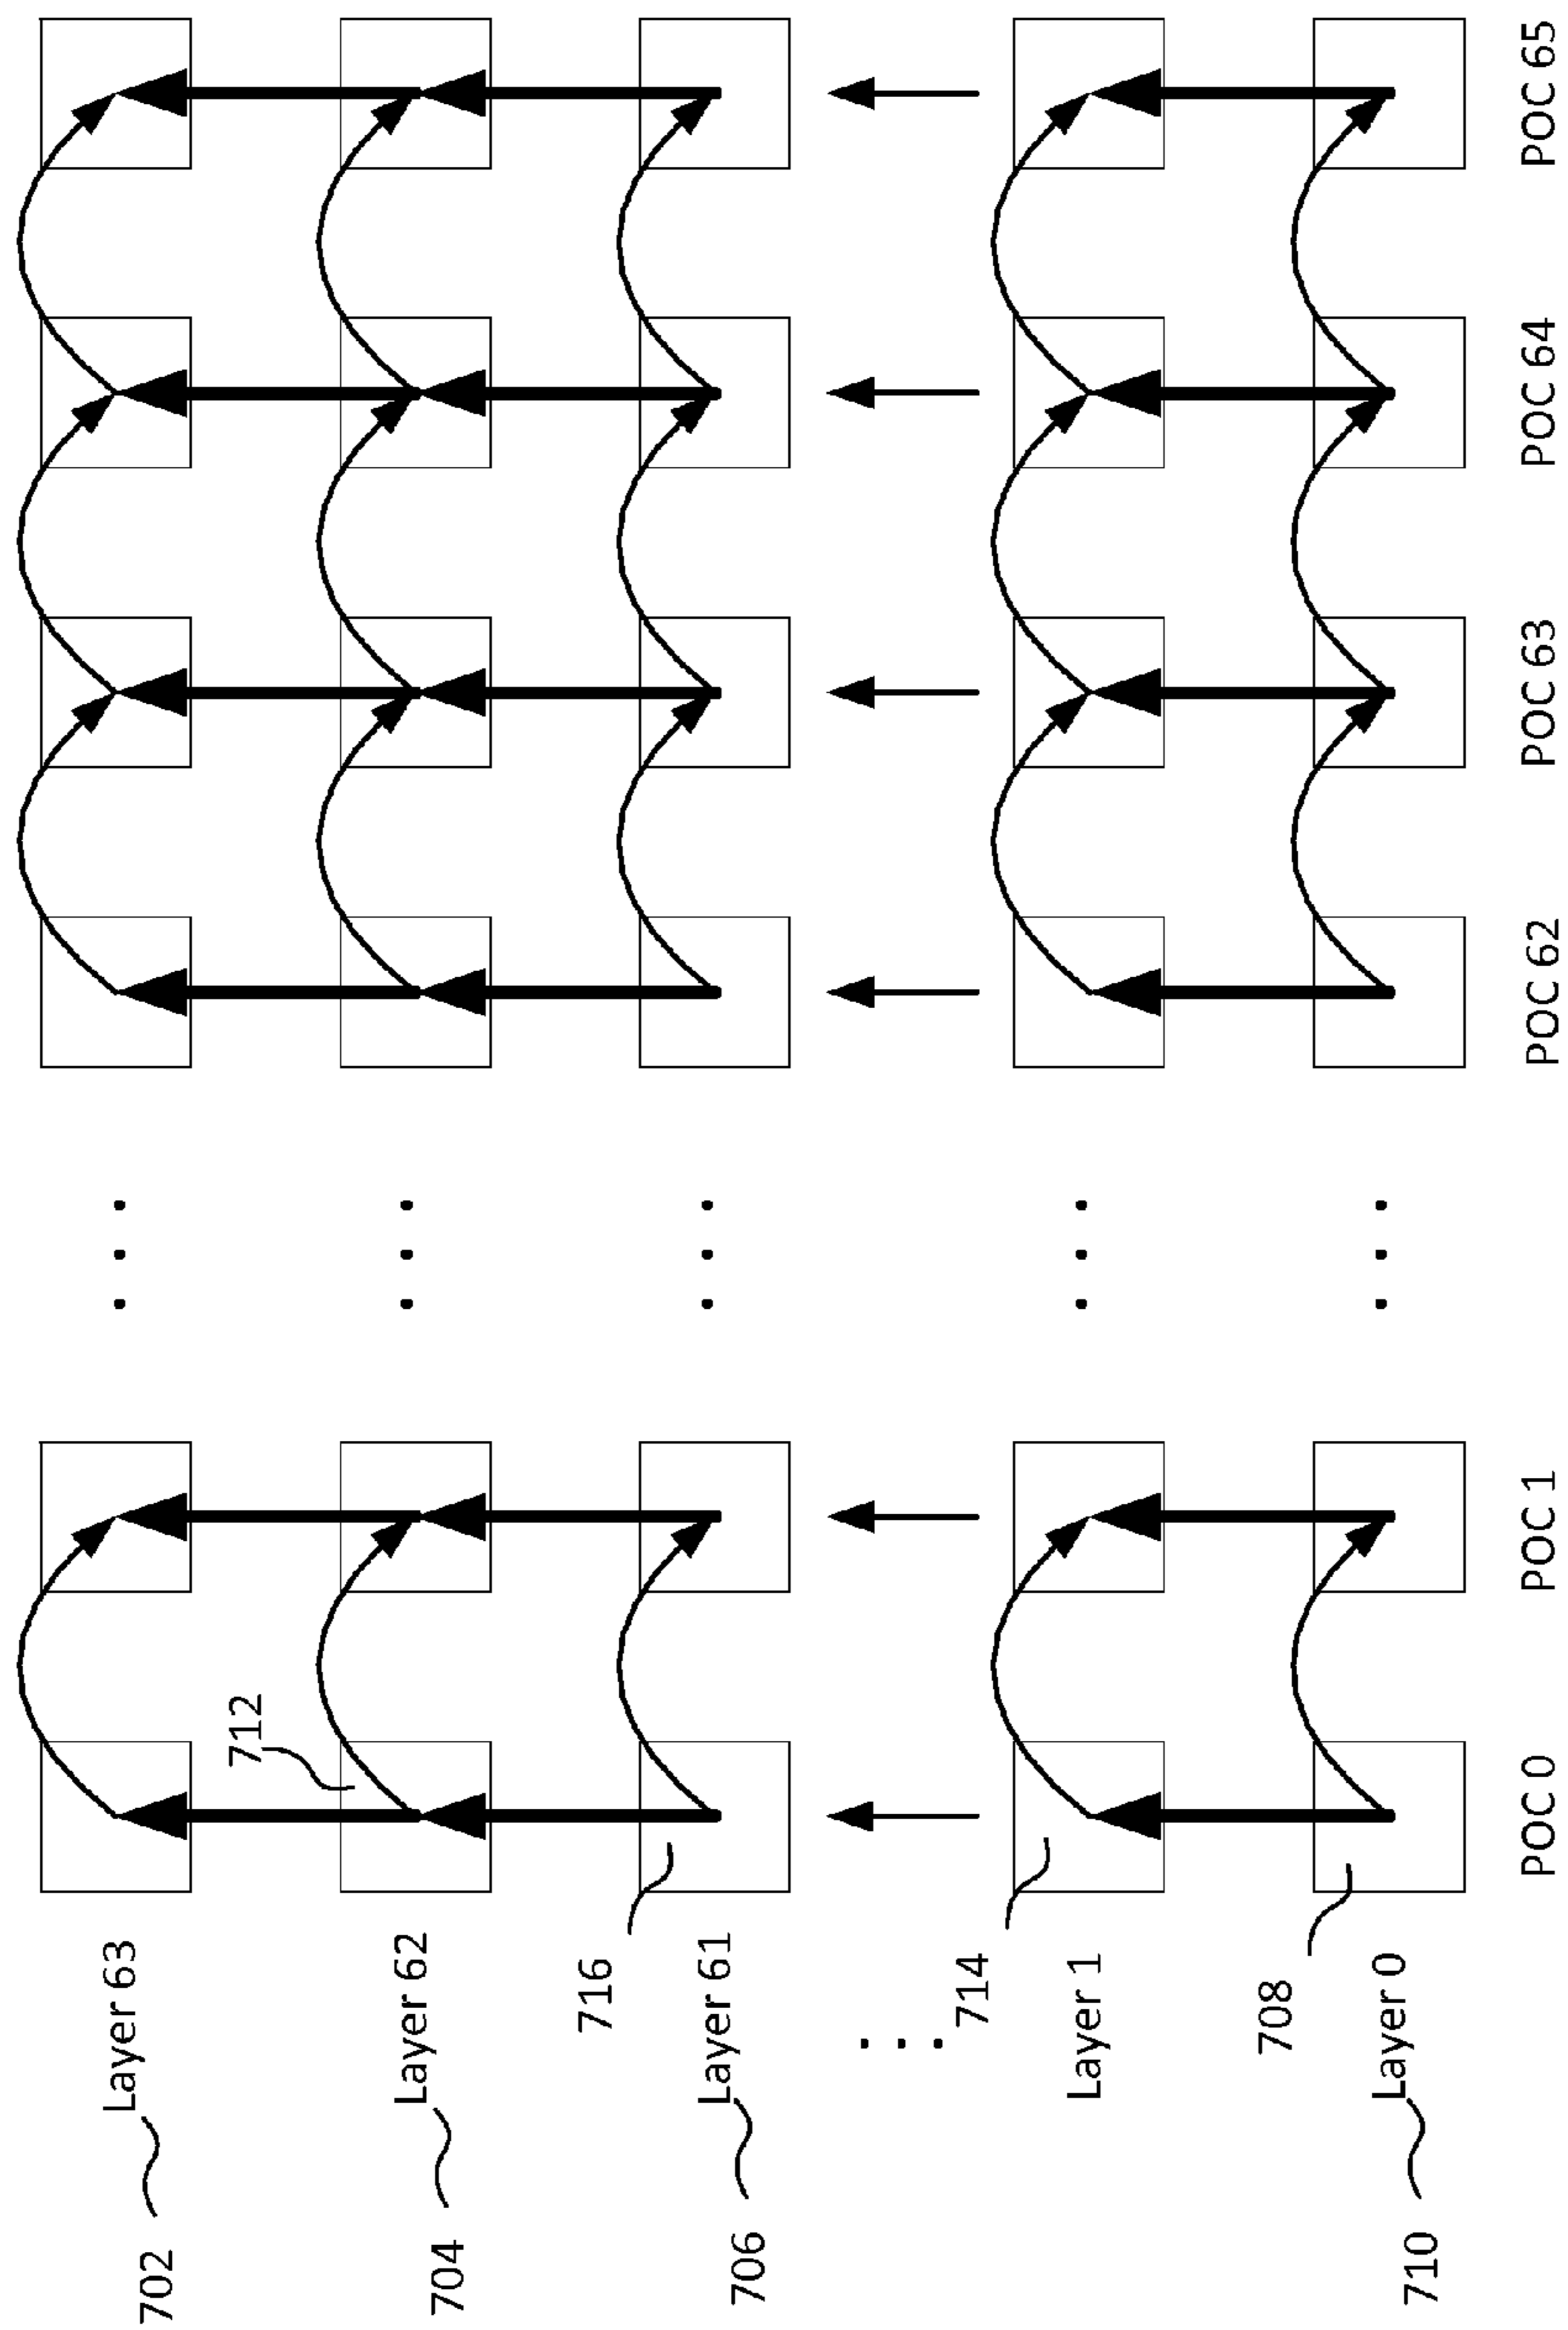 702
Layer 63
712
704
Layer 62
716
706
Layer 61
714
Layer 1
708
710
Layer 0
POC 0
POC 1
POC 62
POC 63
POC 64
POC 65